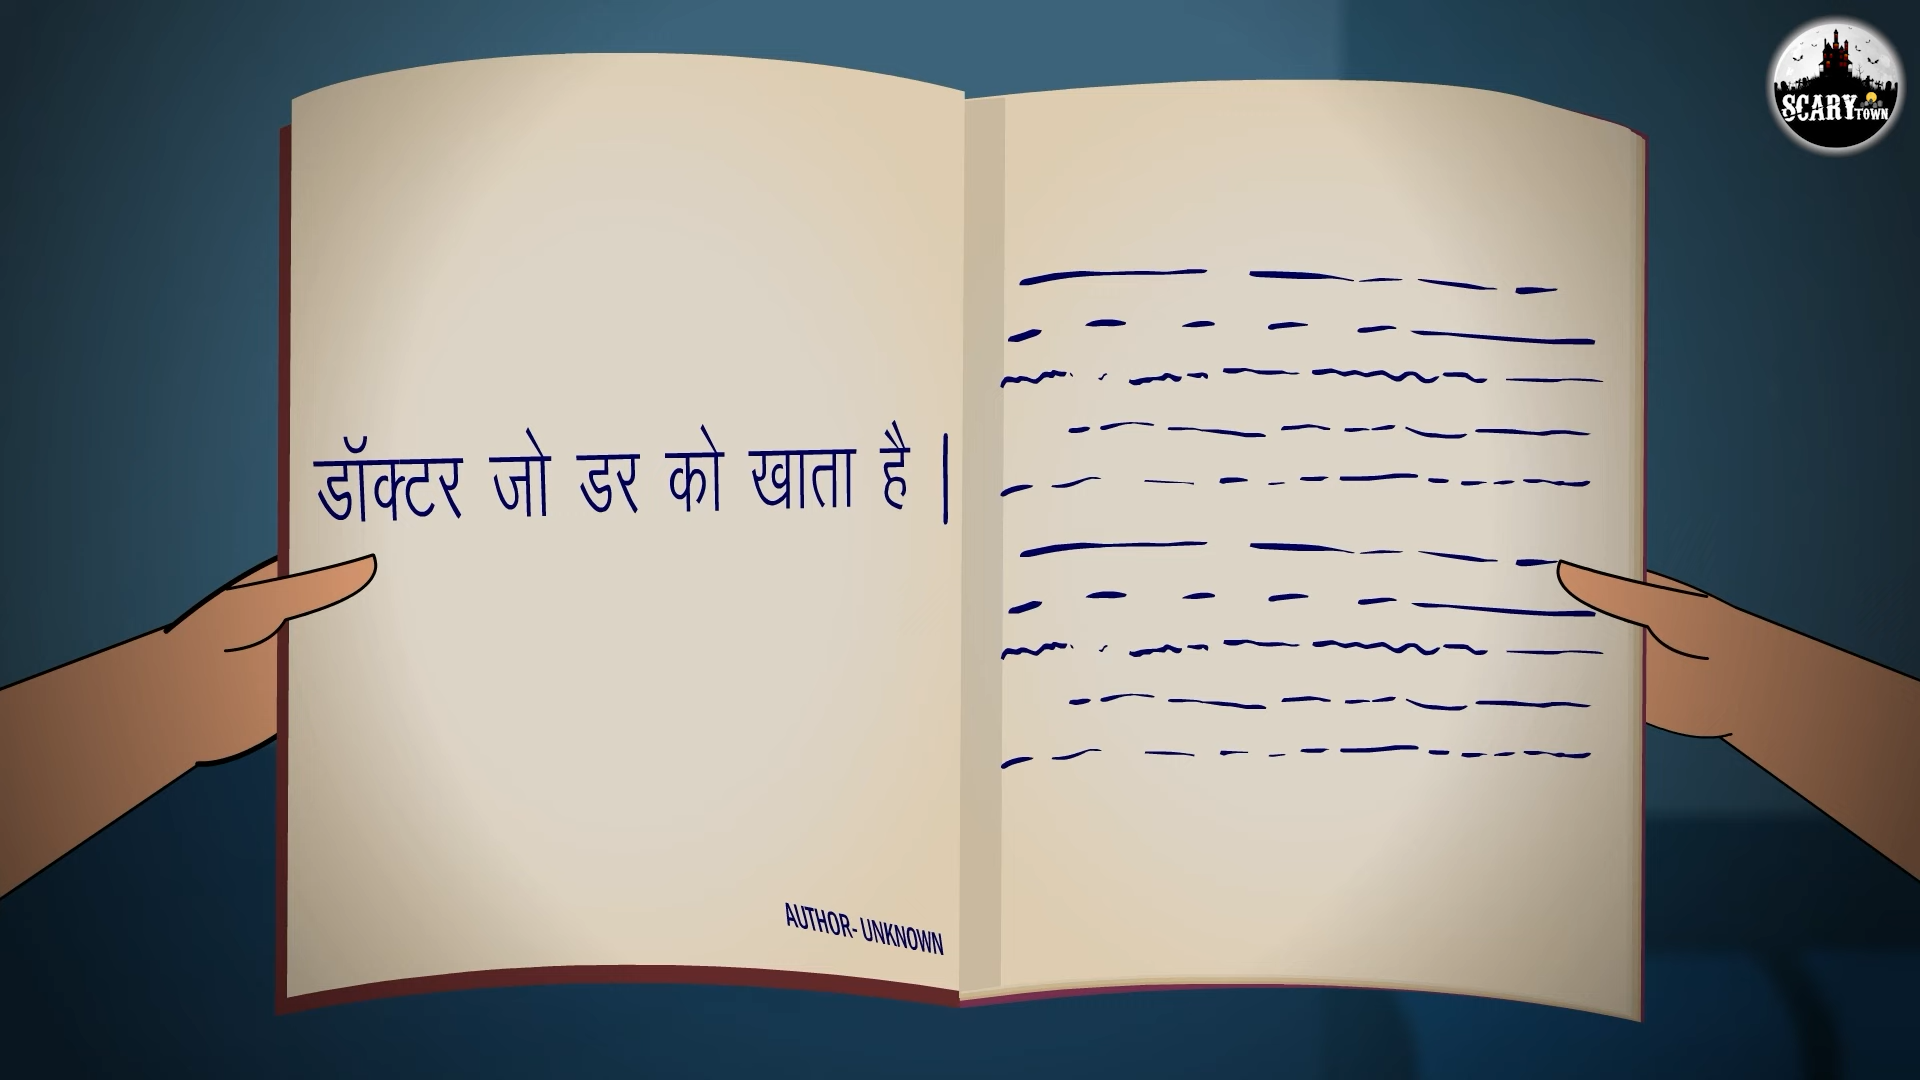 डॉक्टर जो डर को खाता है |
AUTHOR- UNKNOWN
SCARY TOWN